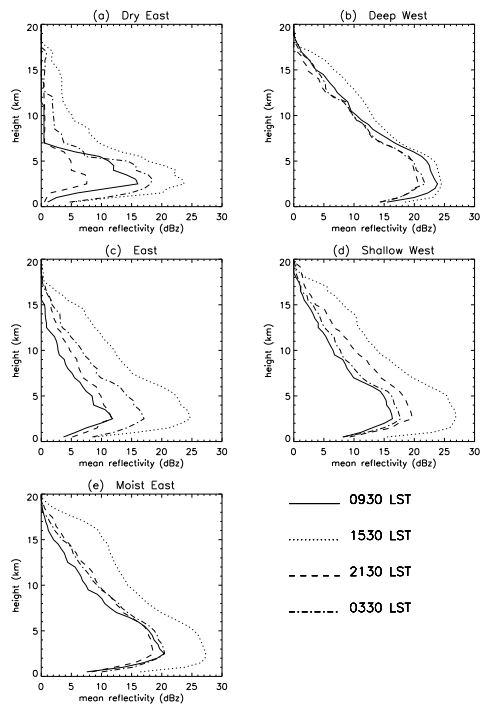 (a) Dry East
(b) Deep West
20
15
10
5
0
height (km)
0 5 10 15 20 25 30
mean reflectivity (dBz)
20
15
10
5
0
height (km)
0 5 10 15 20 25 30
mean reflectivity (dBz)
(c) East
(d) Shallow West
20
15
10
5
0
height (km)
0 5 10 15 20 25 30
mean reflectivity (dBz)
20
15
10
5
0
height (km)
0 5 10 15 20 25 30
mean reflectivity (dBz)
(e) Moist East
20
15
10
5
0
height (km)
0 5 10 15 20 25 30
mean reflectivity (dBz)
0930 LST
1530 LST
2130 LST
0330 LST